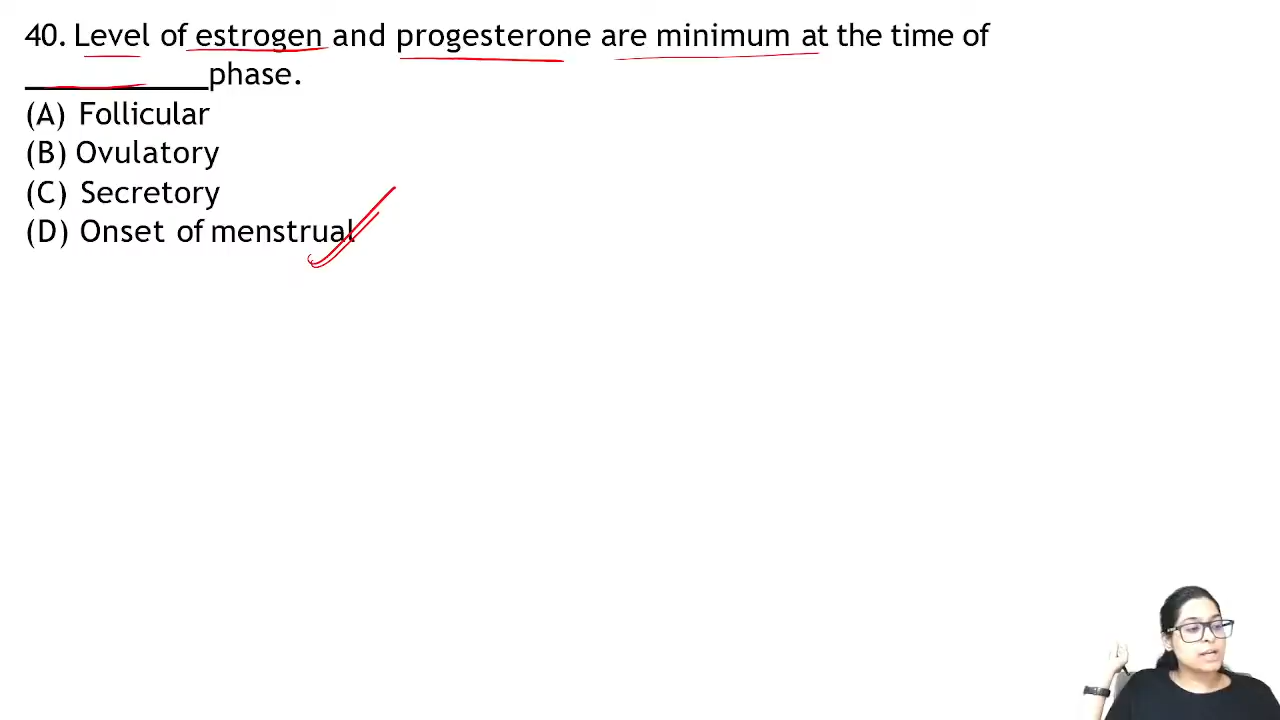 40. Level of estrogen and progesterone are minimum at the time of
____________phase.
(A) Follicular
(B) Ovulatory
(C) Secretory
(D) Onset of menstrual